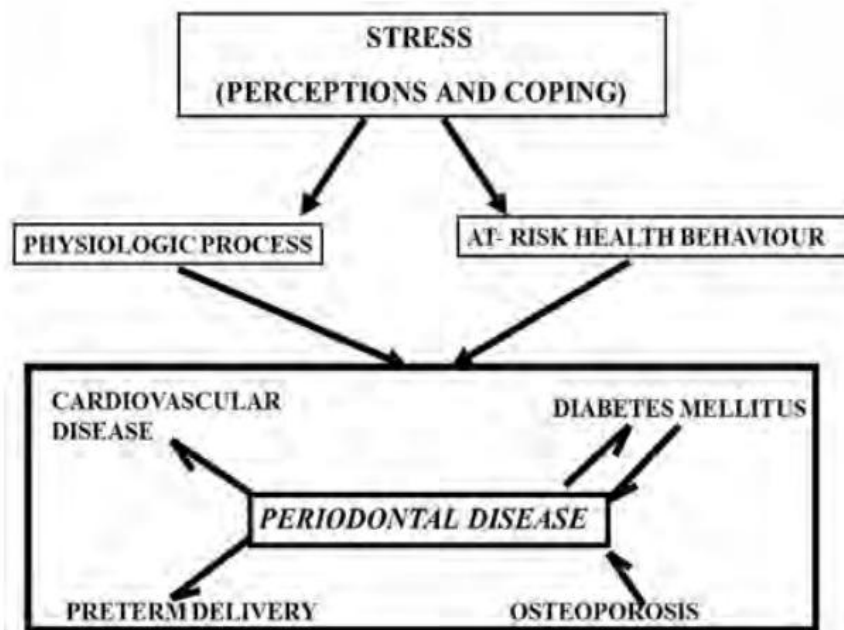 STRESS
(PERCEPTIONS AND COPING)
PHYSIOLOGIC PROCESS
AT- RISK HEALTH BEHAVIOUR
CARDIOVASCULAR
DISEASE
DIABETES MELLITUS
PERIODONTAL DISEASE
PRETERM DELIVERY
OSTEOPOROSIS